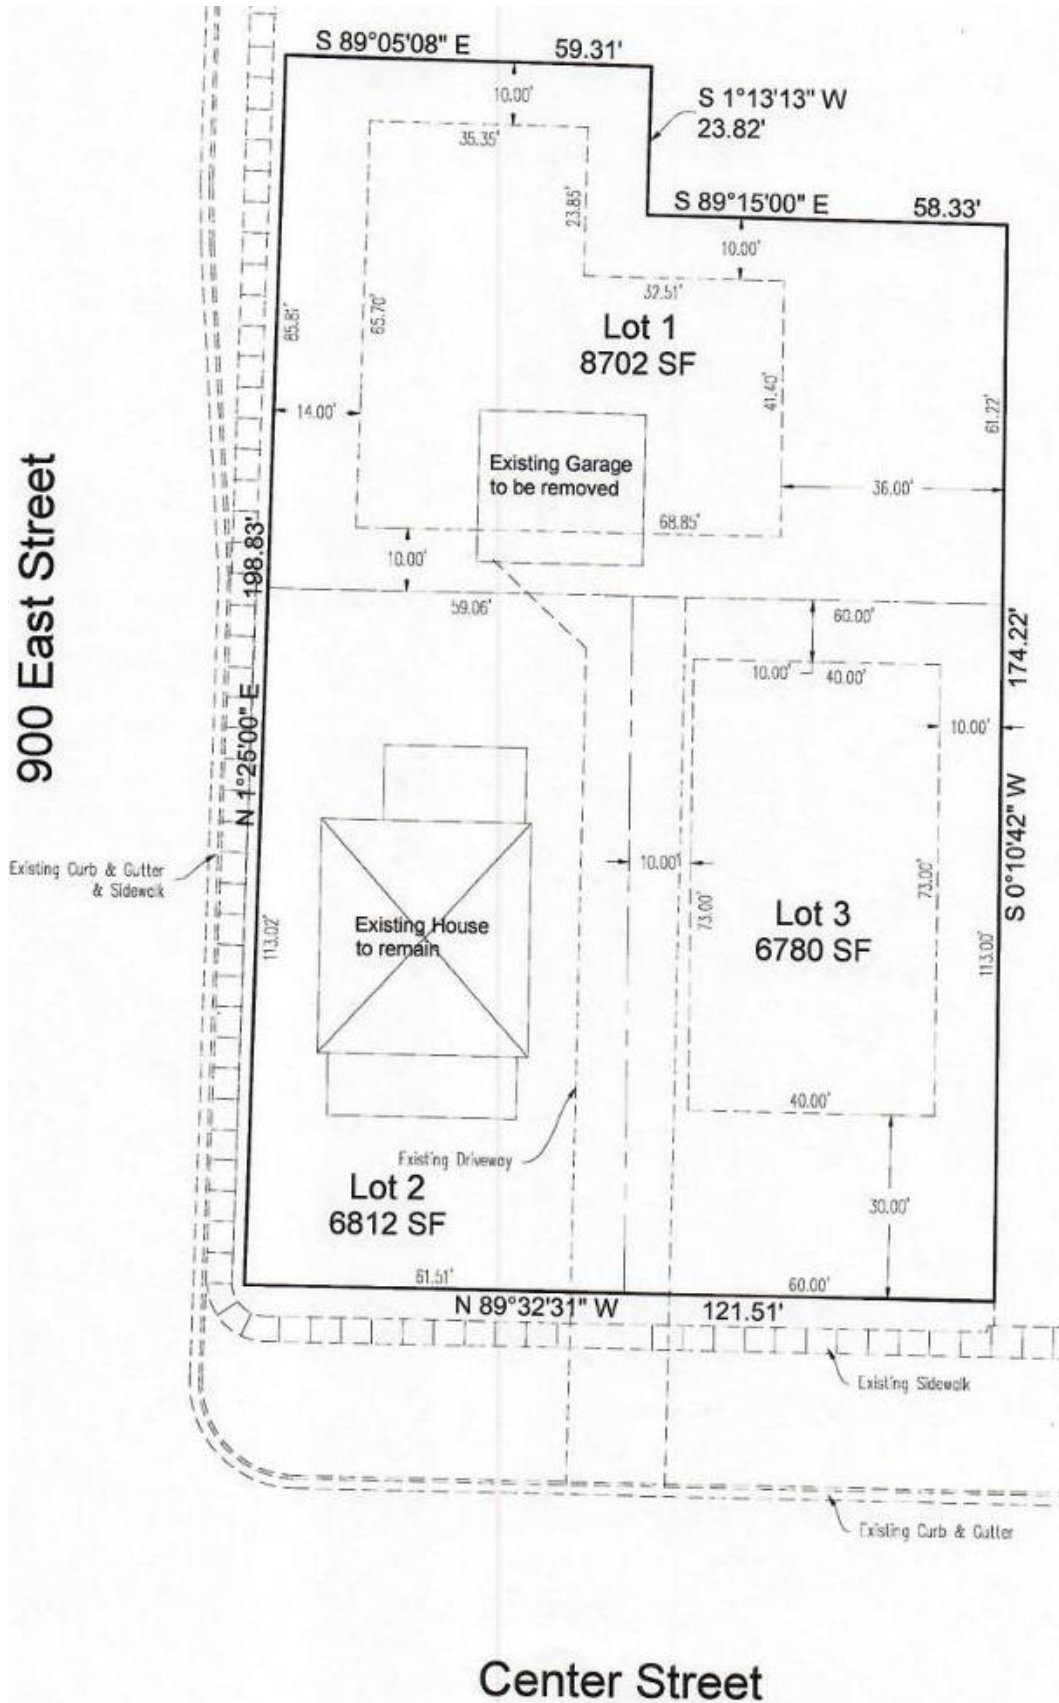 S 89°05'08" E 59.31'
10.00'
35.35'
S 1°13'13" W
23.82'
23.85'
S 89°15'00" E 58.33'
10.00'
32.51'
85.81'
65.70'
Lot 1
8702 SF
41.40'
61.22'
14.00'
Existing Garage
to be removed
36.00'
68.85'
10.00'
59.06'
60.00'
900 East Street
N 1°25'00" E 198.83'
10.00'
40.00'
10.00'
S 0°10'42" W 174.22'
Existing Curb & Gutter
& Sidewalk
10.00'
73.00'
73.00'
Lot 3
6780 SF
Existing House
to remain
113.02'
113.00'
40.00'
Existing Driveway
Lot 2
6812 SF
30.00'
61.51'
60.00'
N 89°32'31" W 121.51'
Existing Sidewalk
Existing Curb & Gutter
Center Street